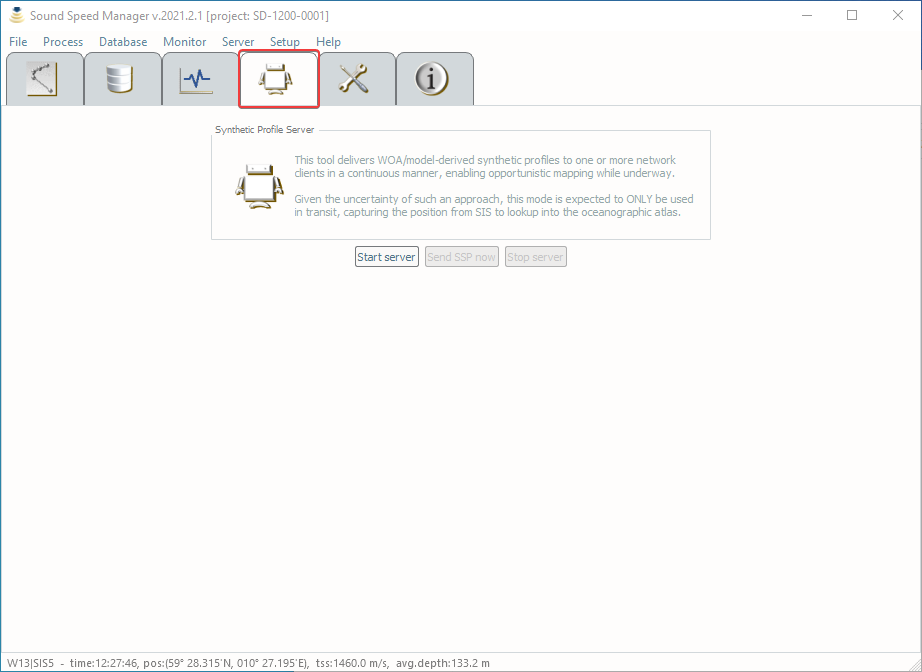 Sound Speed Manager v.2021.2.1 [project: SD-1200-0001]
File Process Database Monitor Server Setup Help
Synthetic Profile Server
This tool delivers WOA/model-derived synthetic profiles to one or more network
clients in a continuous manner, enabling opportunistic mapping while underway.
Given the uncertainty of such an approach, this mode is expected to ONLY be used
in transit, capturing the position from SIS to lookup into the oceanographic atlas.
Start server Send SSP now Stop server
W13|SIS5 - time:12:27:46, pos:(59° 28.315'N, 010° 27.195'E), tss:1460.0 m/s, avg.depth:133.2 m